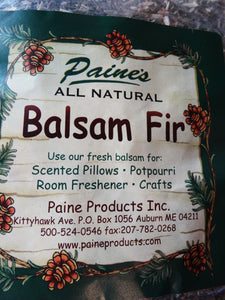 Paine's
ALL NATURAL
Balsam Fir
Use our fresh balsam for:
Scented Pillows • Potpourri
Room Freshener • Crafts
Paine Products Inc.
Kittyhawk Ave. P.O. Box 1056 Auburn ME 04211
500-524-0546 fax:207-782-0268
www.paineproducts.com